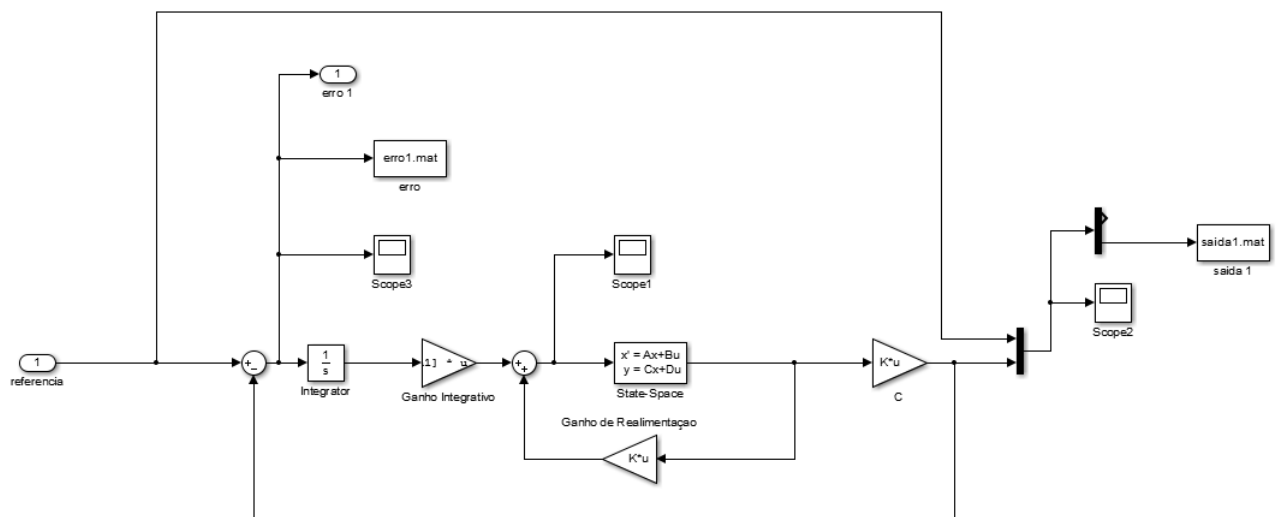 1
erro 1
erro1.mat
erro
Scope3
Scope1
saida1.mat
saida 1
Scope2
1
referencia
+
−
1
s
Integrator
.1] * u
Ganho Integrativo
+
+
x' = Ax+Bu
y = Cx+Du
State-Space
K*u
C
Ganho de Realimentaçao
K*u